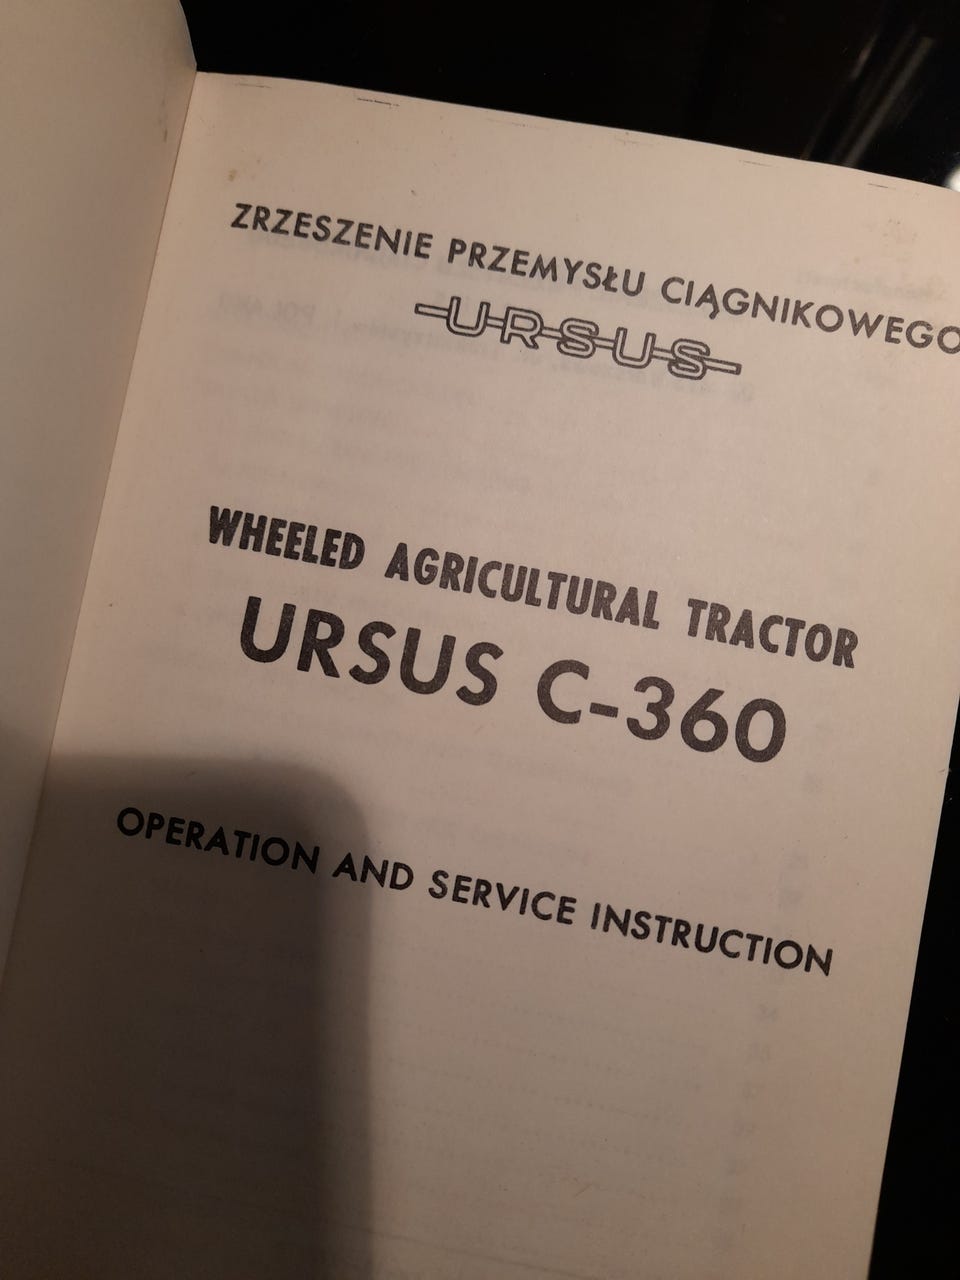 ZRZESZENIE PRZEMYSŁU CIĄGNIKOWEGO
URSUS
WHEELED AGRICULTURAL TRACTOR
URSUS C-360
OPERATION AND SERVICE INSTRUCTION